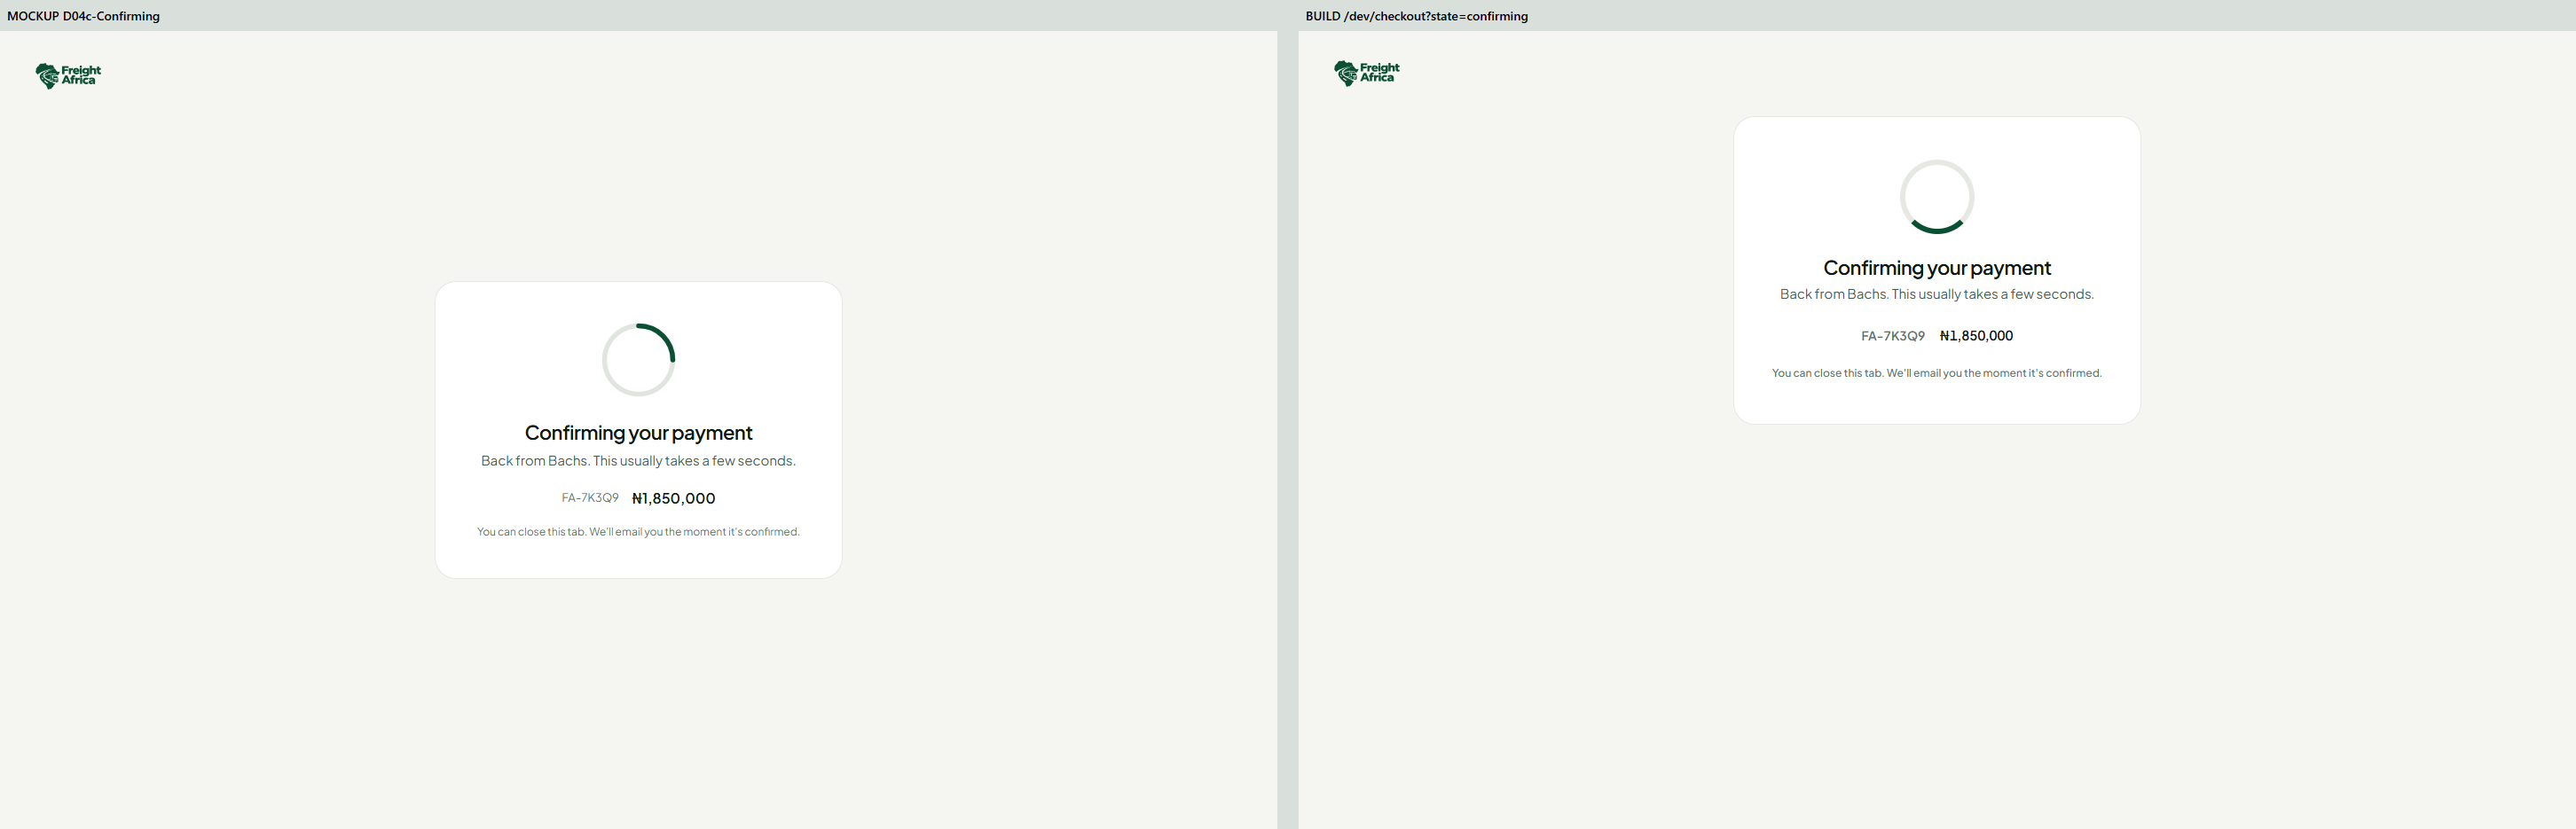 MOCKUP D04c-Confirming
Freight
Africa
Confirming your payment
Back from Bachs. This usually takes a few seconds.
FA-7K3Q9 ₦1,850,000
You can close this tab. We'll email you the moment it's confirmed.
BUILD /dev/checkout?state=confirming
Freight
Africa
Confirming your payment
Back from Bachs. This usually takes a few seconds.
FA-7K3Q9 ₦1,850,000
You can close this tab. We'll email you the moment it's confirmed.